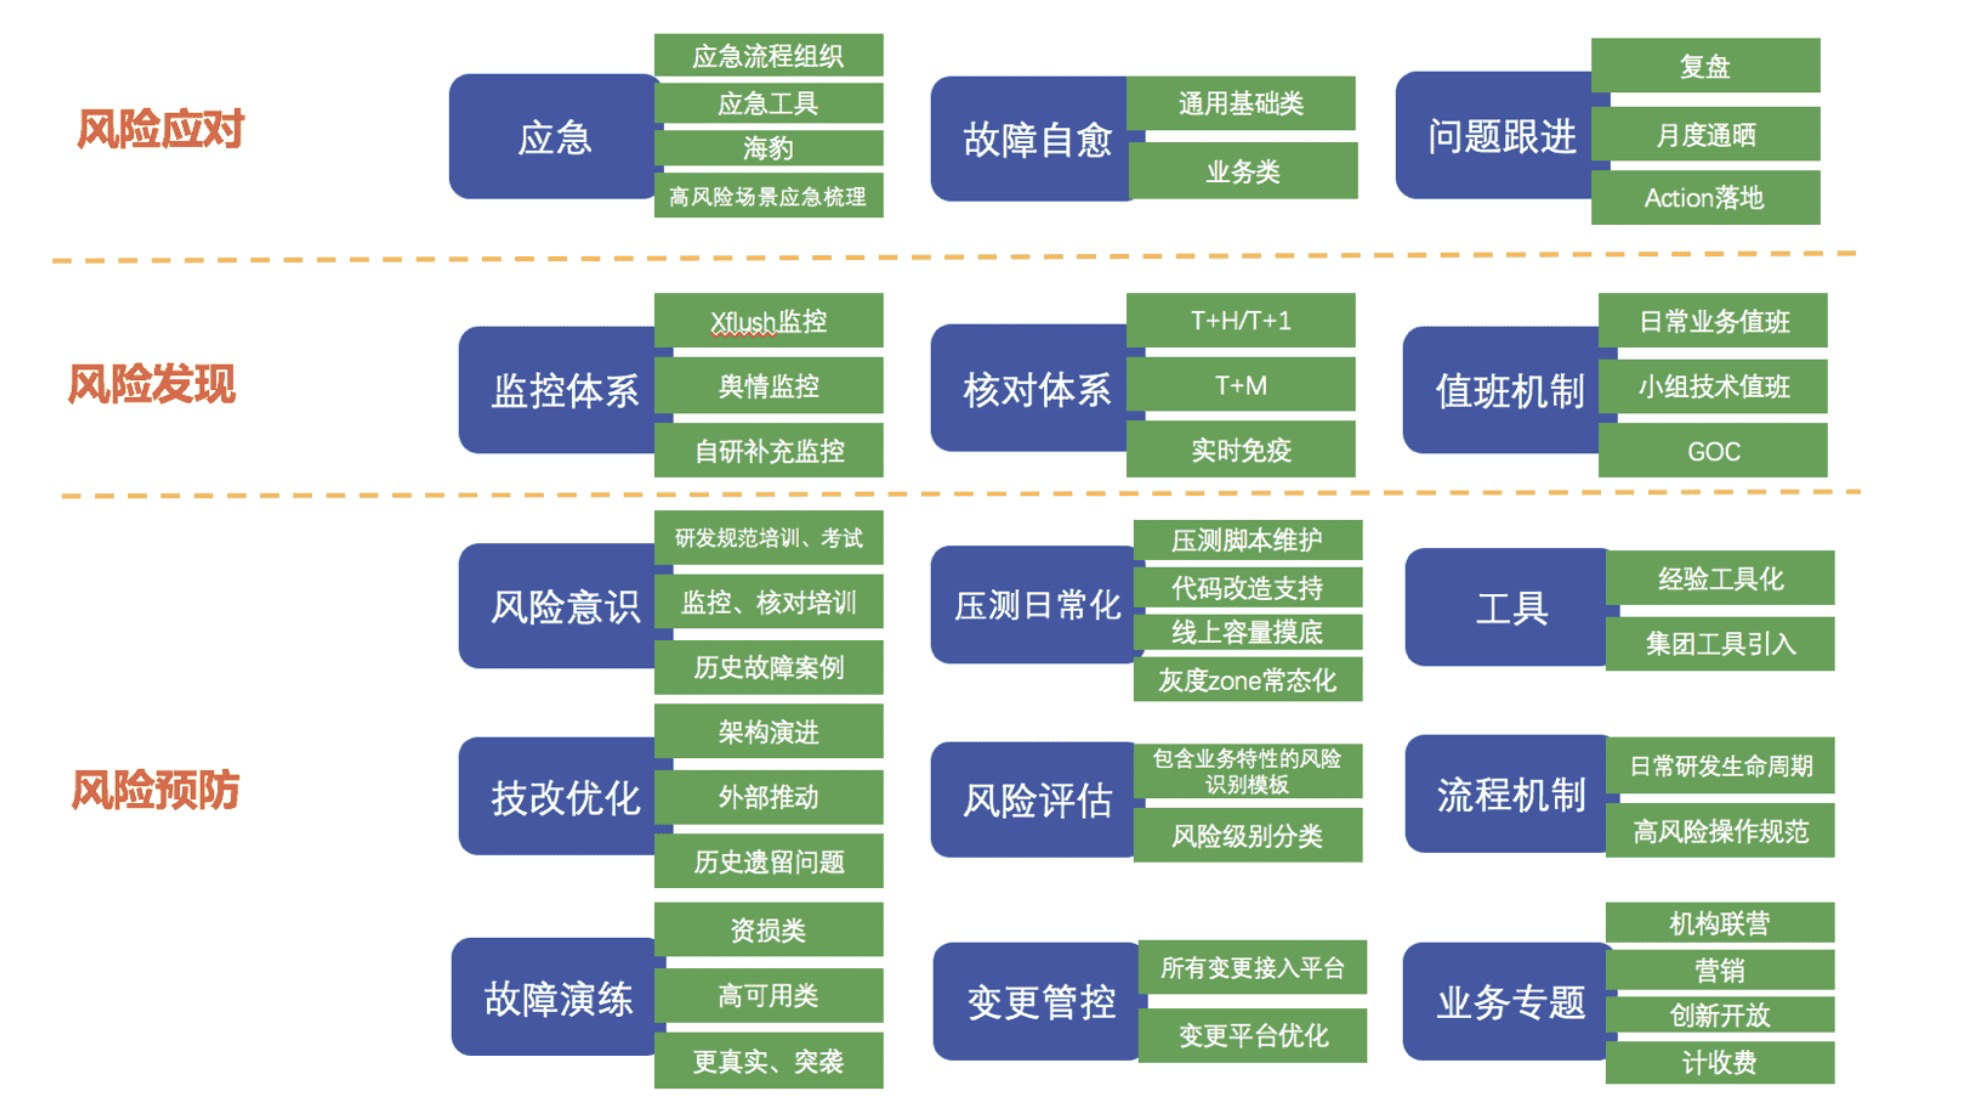 风险应对
应急
应急流程组织
应急工具
海豹
高风险场景应急梳理
故障自愈
通用基础类
业务类
问题跟进
复盘
月度通晒
Action落地
风险发现
监控体系
Xflush监控
舆情监控
自研补充监控
核对体系
T+H/T+1
T+M
实时免疫
值班机制
日常业务值班
小组技术值班
GOC
风险预防
风险意识
研发规范培训、考试
监控、核对培训
历史故障案例
压测日常化
压测脚本维护
代码改造支持
线上容量摸底
灰度zone常态化
工具
经验工具化
集团工具引入
技改优化
架构演进
外部推动
历史遗留问题
风险评估
包含业务特性的风险
识别模板
风险级别分类
流程机制
日常研发生命周期
高风险操作规范
故障演练
资损类
高可用类
更真实、突袭
变更管控
所有变更接入平台
变更平台优化
业务专题
机构联营
营销
创新开放
计收费